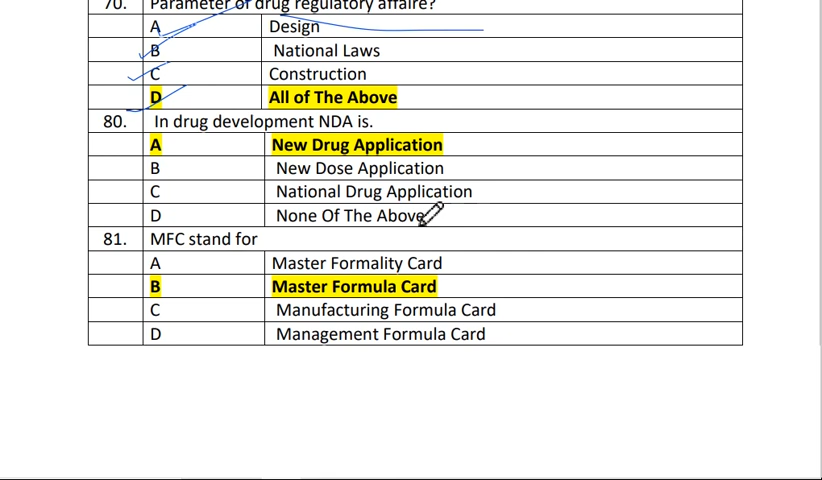 70. Parameter of drug regulatory affaire?
A Design
B National Laws
C Construction
D All of The Above
80. In drug development NDA is.
A New Drug Application
B New Dose Application
C National Drug Application
D None Of The Above
81. MFC stand for
A Master Formality Card
B Master Formula Card
C Manufacturing Formula Card
D Management Formula Card